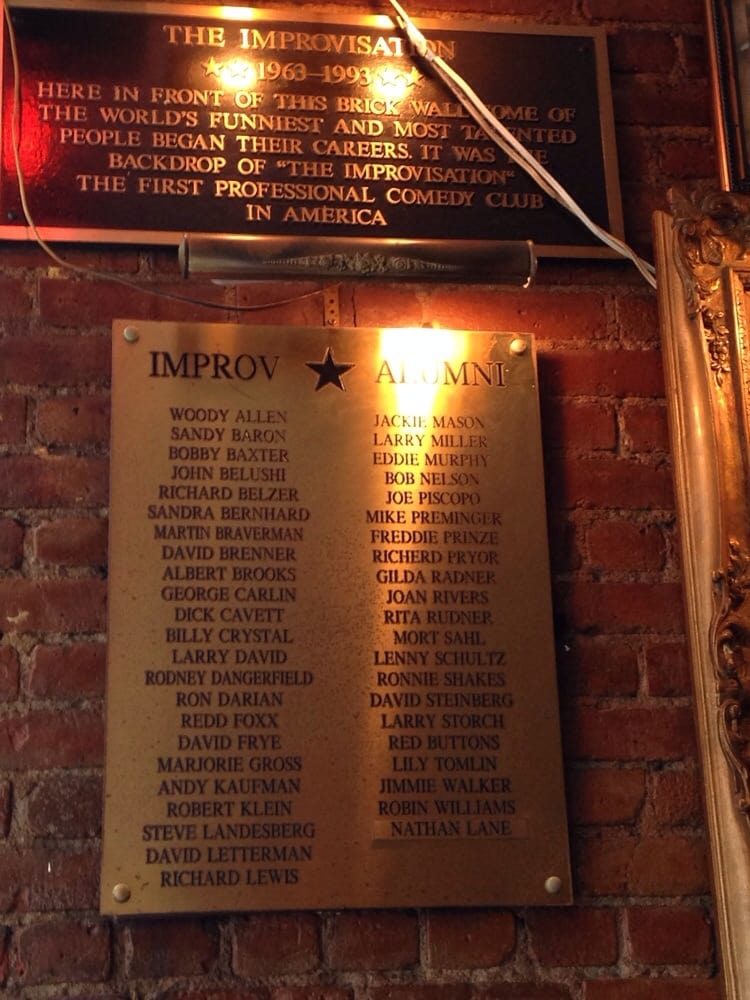 THE IMPROVISATION
1963–1993
HERE IN FRONT OF THIS BRICK WALL SOME OF
THE WORLD'S FUNNIEST AND MOST TALENTED
PEOPLE BEGAN THEIR CAREERS. IT WAS THE
BACKDROP OF "THE IMPROVISATION"
THE FIRST PROFESSIONAL COMEDY CLUB
IN AMERICA
IMPROV ★ ALUMNI
WOODY ALLEN
SANDY BARON
BOBBY BAXTER
JOHN BELUSHI
RICHARD BELZER
SANDRA BERNHARD
MARTIN BRAVERMAN
DAVID BRENNER
ALBERT BROOKS
GEORGE CARLIN
DICK CAVETT
BILLY CRYSTAL
LARRY DAVID
RODNEY DANGERFIELD
RON DARIAN
REDD FOXX
DAVID FRYE
MARJORIE GROSS
ANDY KAUFMAN
ROBERT KLEIN
STEVE LANDESBERG
DAVID LETTERMAN
RICHARD LEWIS
JACKIE MASON
LARRY MILLER
EDDIE MURPHY
BOB NELSON
JOE PISCOPO
MIKE PREMINGER
FREDDIE PRINZE
RICHERD PRYOR
GILDA RADNER
JOAN RIVERS
RITA RUDNER
MORT SAHL
LENNY SCHULTZ
RONNIE SHAKES
DAVID STEINBERG
LARRY STORCH
RED BUTTONS
LILY TOMLIN
JIMMIE WALKER
ROBIN WILLIAMS
NATHAN LANE